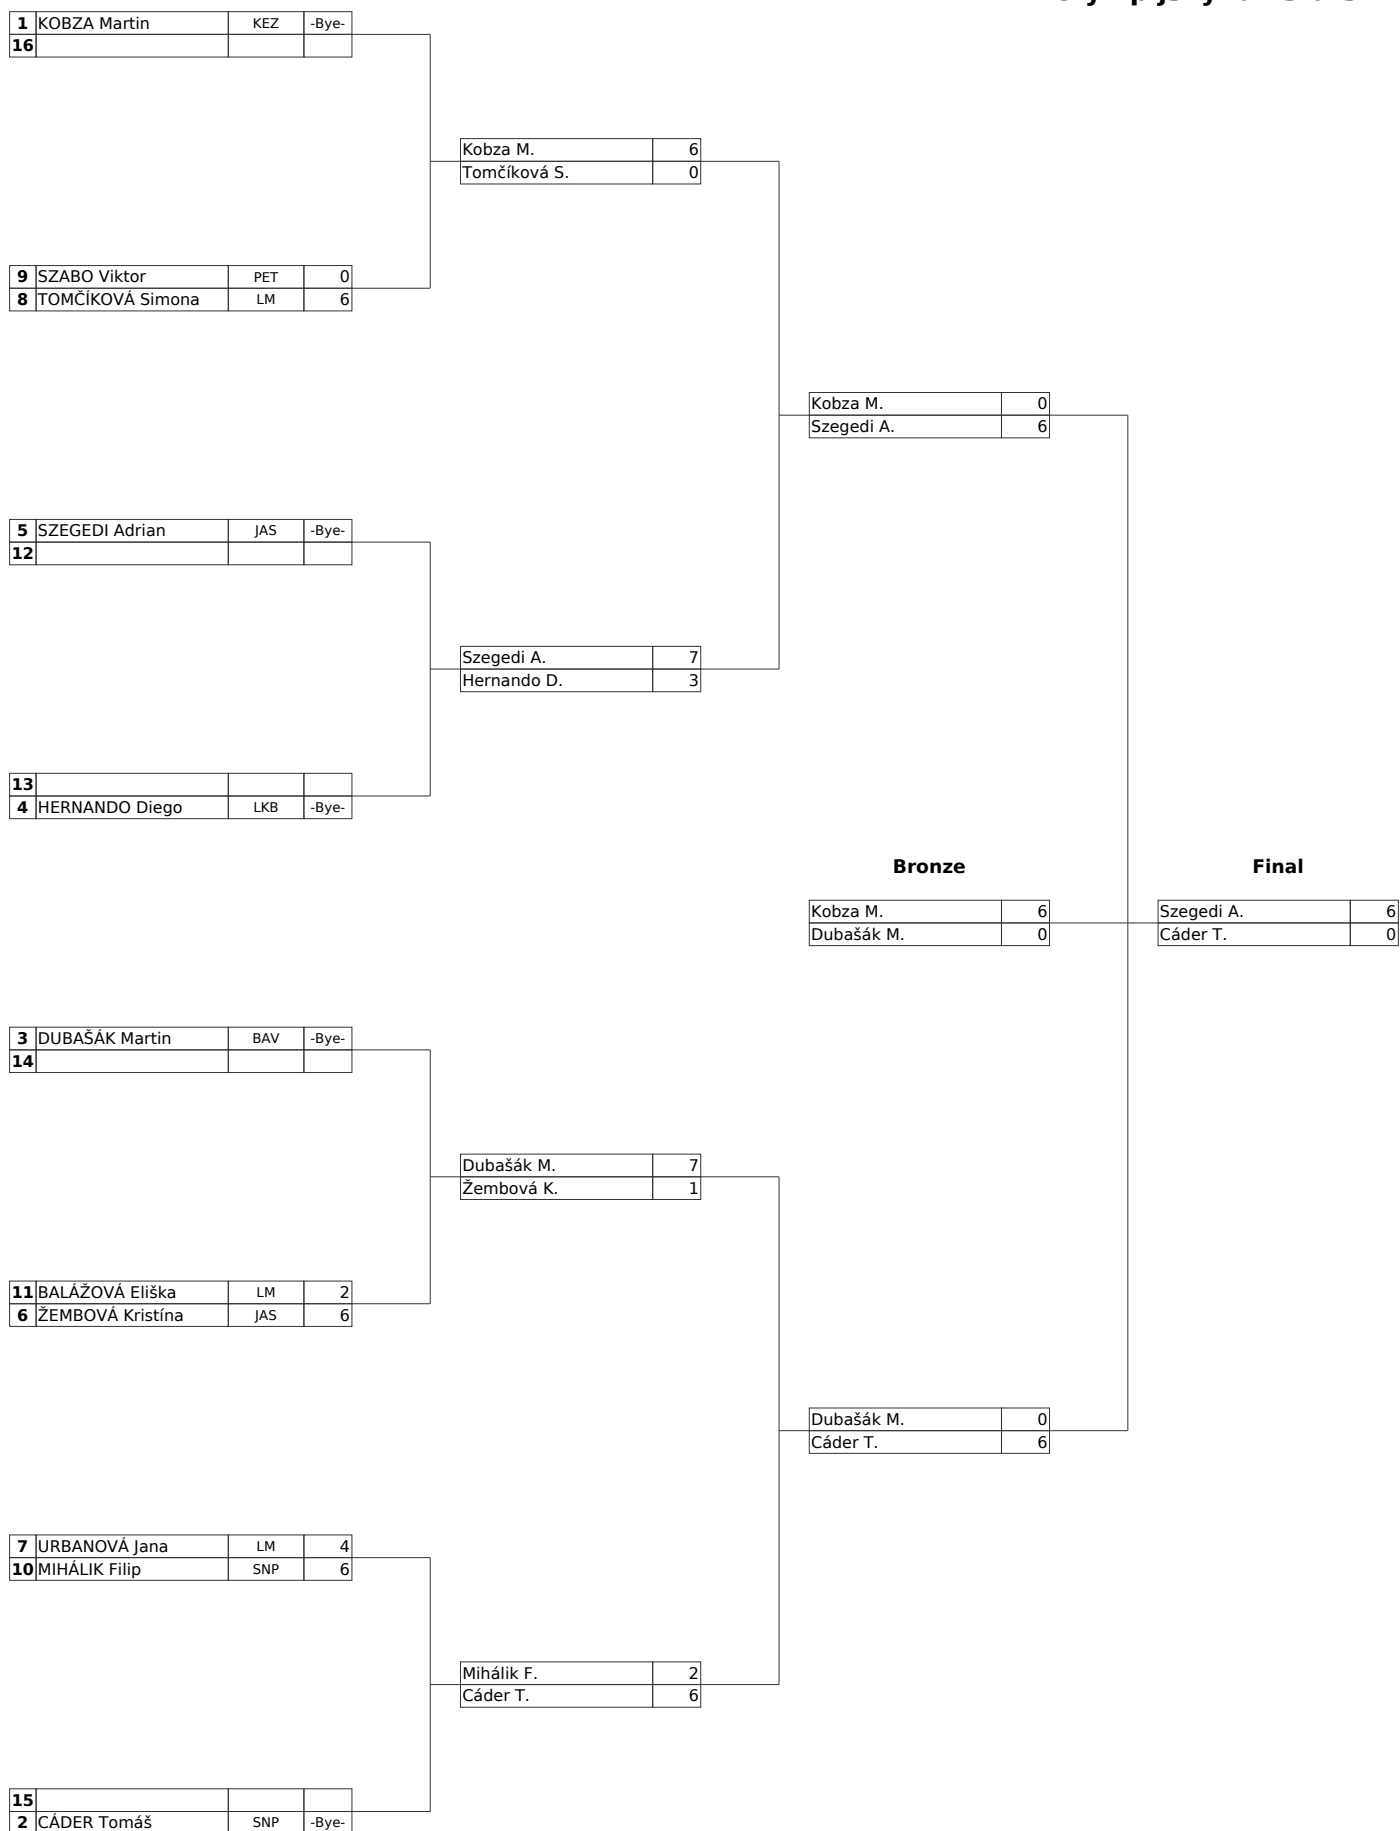 1 KOBZA Martin KEZ -Bye-
16
Kobza M. 6
Tomčíková S. 0
9 SZABO Viktor PET 0
8 TOMČÍKOVÁ Simona LM 6
Kobza M. 0
Szegedi A. 6
5 SZEGEDI Adrian JAS -Bye-
12
Szegedi A. 7
Hernando D. 3
13
4 HERNANDO Diego LKB -Bye-
Bronze Final
Kobza M. 6 Szegedi A. 6
Dubašák M. 0 Cáder T. 0
3 DUBAŠÁK Martin BAV -Bye-
14
Dubašák M. 7
Žembová K. 1
11 BALÁŽOVÁ Eliška LM 2
6 ŽEMBOVÁ Kristína JAS 6
Dubašák M. 0
Cáder T. 6
7 URBANOVÁ Jana LM 4
10 MIHÁLIK Filip SNP 6
Mihálik F. 2
Cáder T. 6
15
2 CÁDER Tomáš SNP -Bye-